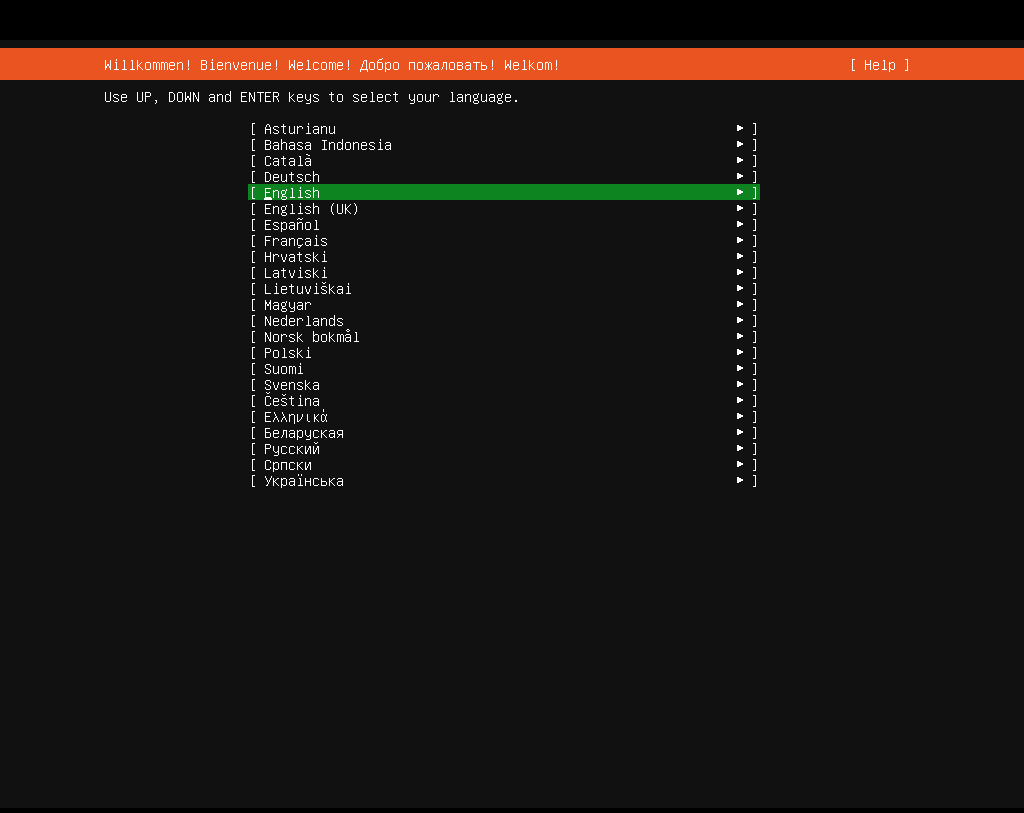 Willkommen! Bienvenue! Welcome! Добро пожаловать! Welkom! [ Help ]
Use UP, DOWN and ENTER keys to select your language.
[ Asturianu ▸ ]
[ Bahasa Indonesia ▸ ]
[ Català ▸ ]
[ Deutsch ▸ ]
[ English ▸ ]
[ English (UK) ▸ ]
[ Español ▸ ]
[ Français ▸ ]
[ Hrvatski ▸ ]
[ Latviski ▸ ]
[ Lietuviškai ▸ ]
[ Magyar ▸ ]
[ Nederlands ▸ ]
[ Norsk bokmål ▸ ]
[ Polski ▸ ]
[ Suomi ▸ ]
[ Svenska ▸ ]
[ Čeština ▸ ]
[ Ελληνικά ▸ ]
[ Беларуская ▸ ]
[ Русский ▸ ]
[ Српски ▸ ]
[ Українська ▸ ]